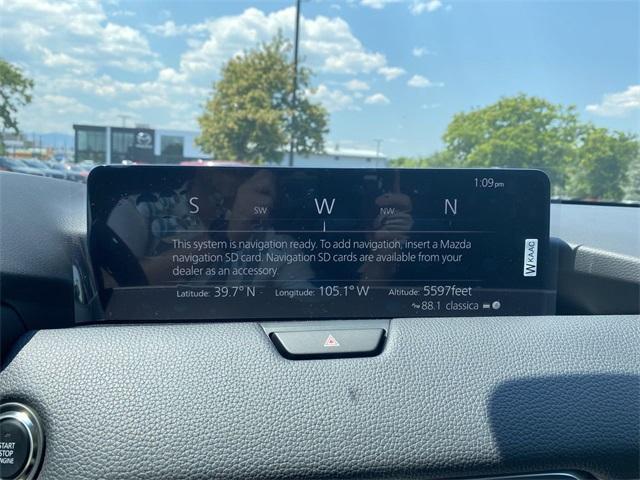 1:09pm
S SW W NW N
This system is navigation ready. To add navigation, insert a Mazda
navigation SD card. Navigation SD cards are available from your
dealer as an accessory.
Latitude: 39.7° N Longitude: 105.1° W Altitude: 5597feet
88.1 classica
W KAAC
START
STOP
ENGINE